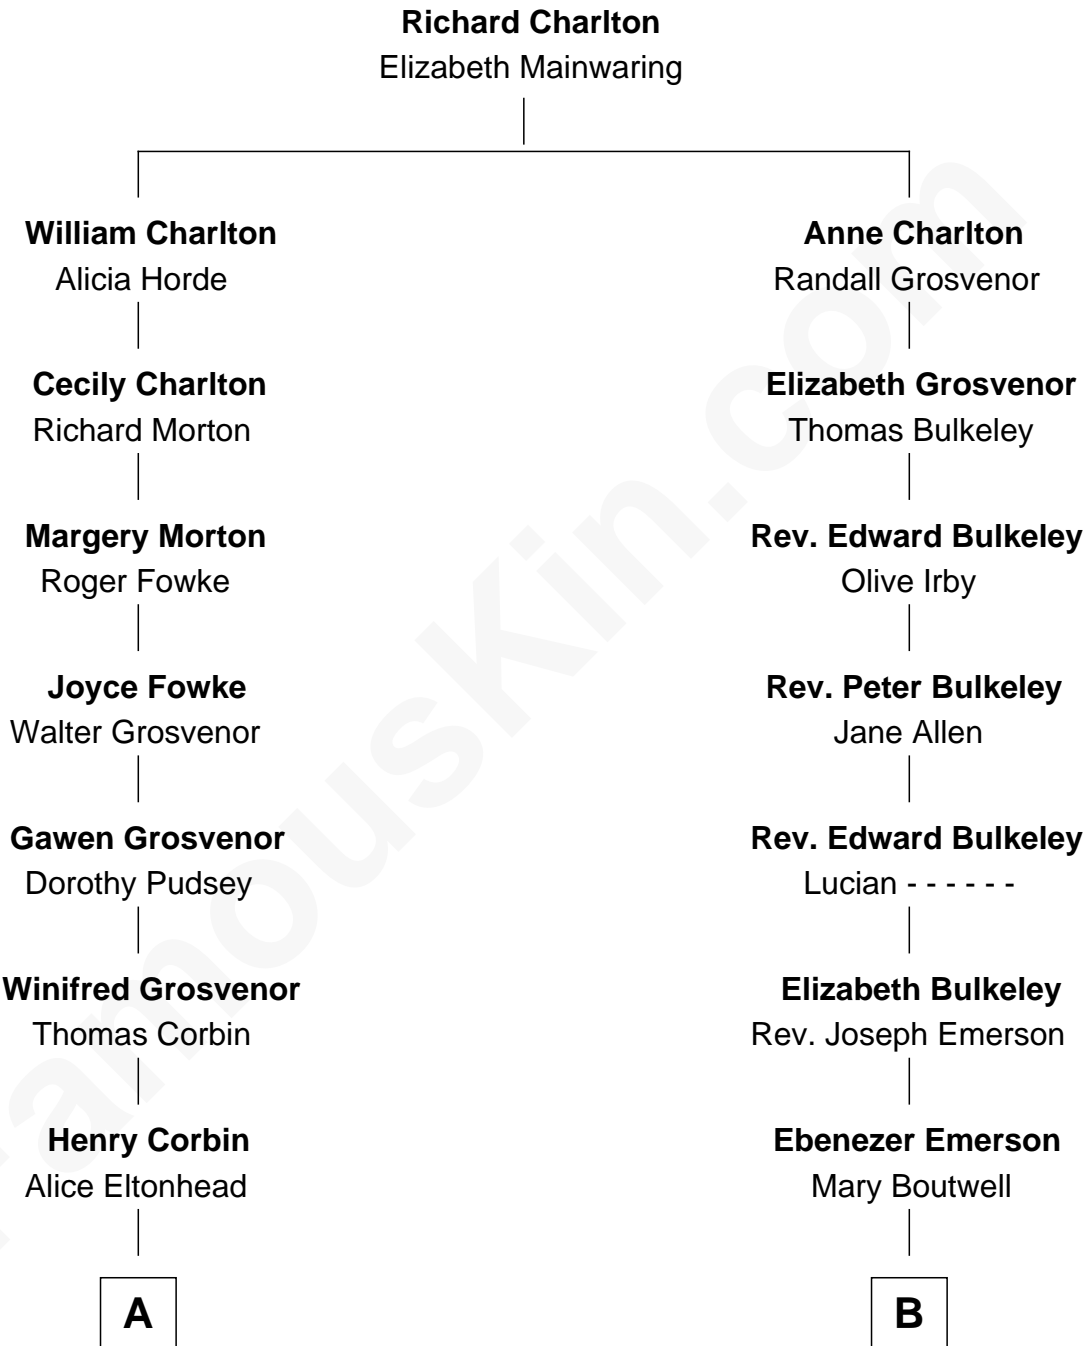 Richard Charlton
Elizabeth Mainwaring
William Charlton
Alicia Horde
Cecily Charlton
Richard Morton
Margery Morton
Roger Fowke
Joyce Fowke
Walter Grosvenor
Gawen Grosvenor
Dorothy Pudsey
Winifred Grosvenor
Thomas Corbin
Henry Corbin
Alice Eltonhead
A
Anne Charlton
Randall Grosvenor
Elizabeth Grosvenor
Thomas Bulkeley
Rev. Edward Bulkeley
Olive Irby
Rev. Peter Bulkeley
Jane Allen
Rev. Edward Bulkeley
Lucian - - - - - -
Elizabeth Bulkeley
Rev. Joseph Emerson
Ebenezer Emerson
Mary Boutwell
B
FamousKin.com